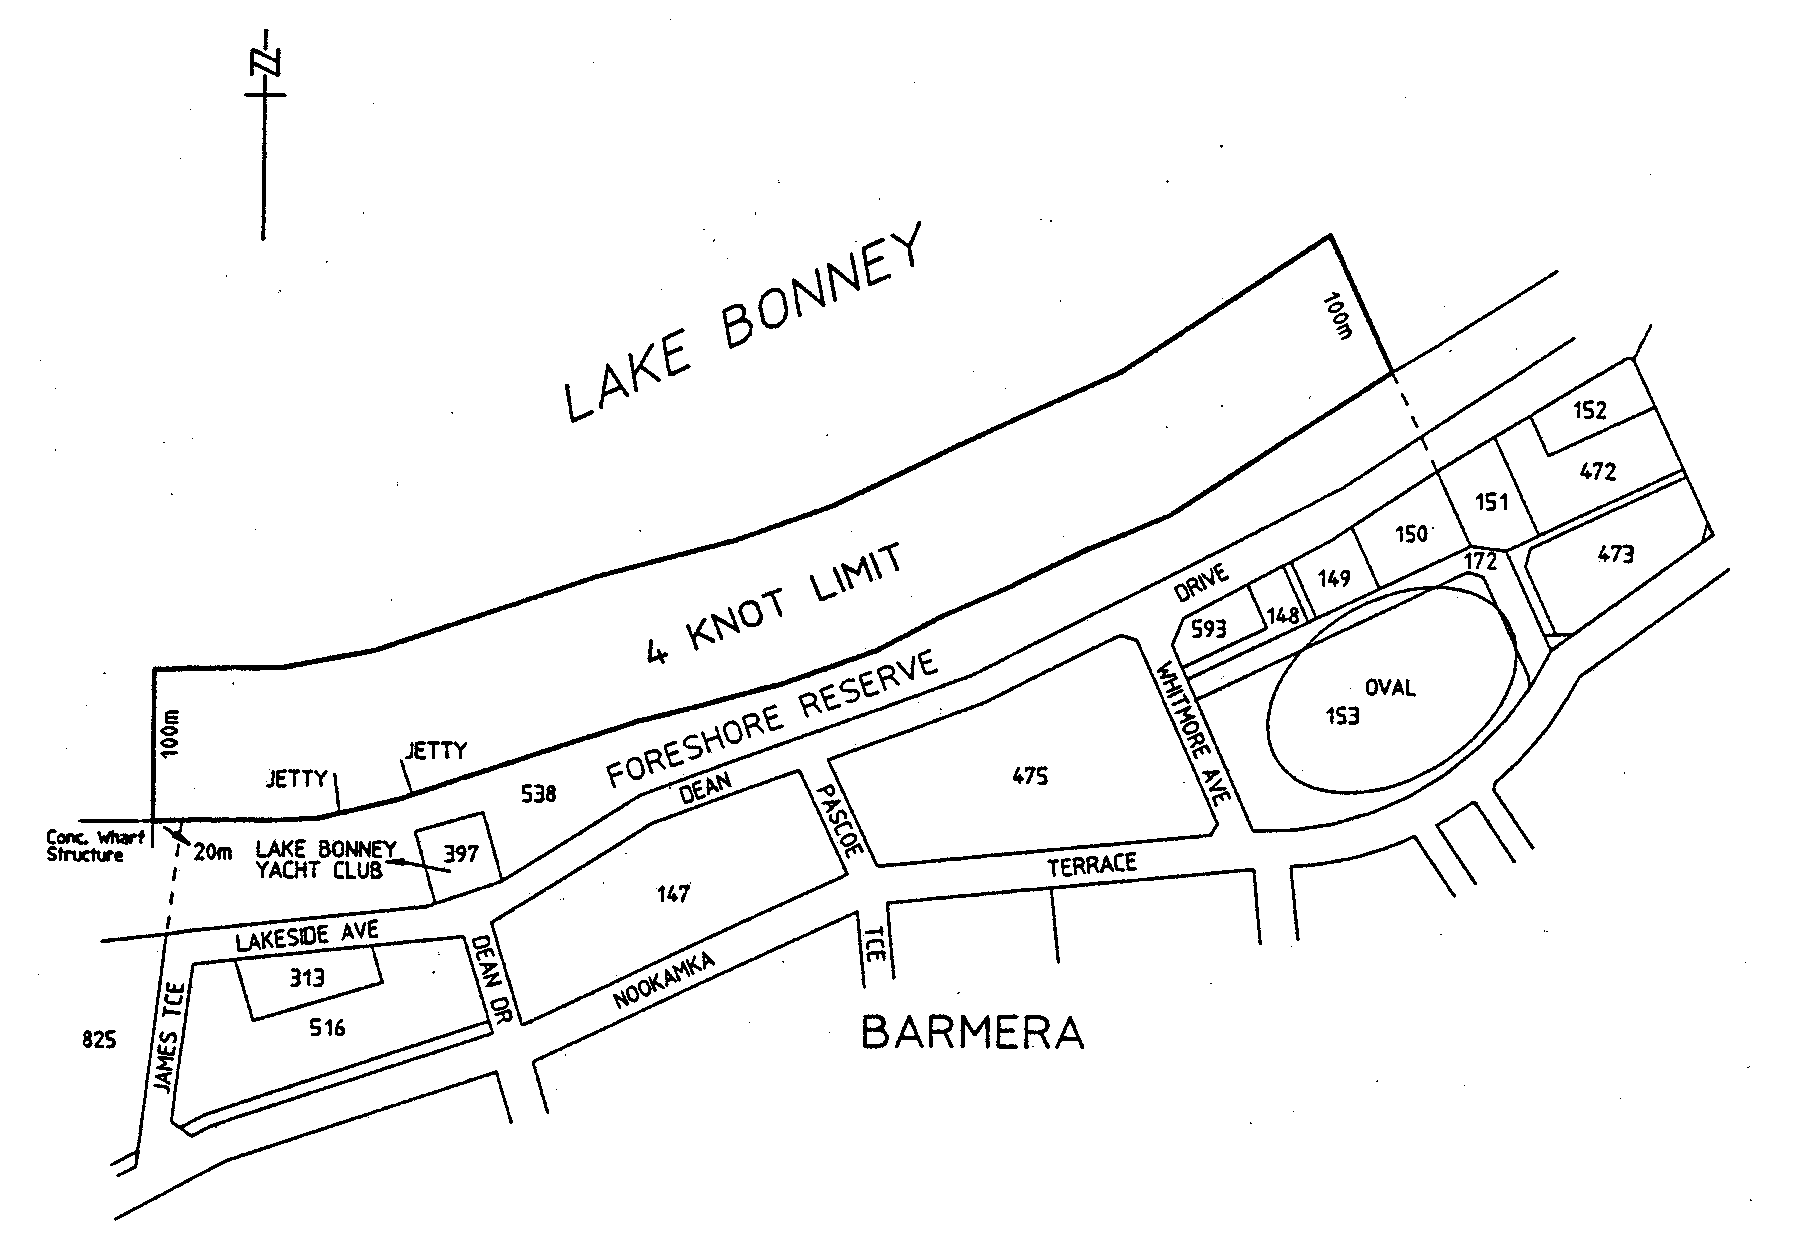 N
LAKE BONNEY
100m
4 KNOT LIMIT
152
472
151
150
473
172
149
DRIVE
148
593
OVAL
153
WHITMORE AVE
FORESHORE RESERVE
100m
JETTY
JETTY
538
DEAN
475
PASCOE
Conc. Wharf
Structure
20m
LAKE BONNEY
YACHT CLUB
397
TERRACE
147
LAKESIDE AVE
313
516
DEAN DR
NOOKAMKA
TCE
JAMES TCE
825
BARMERA